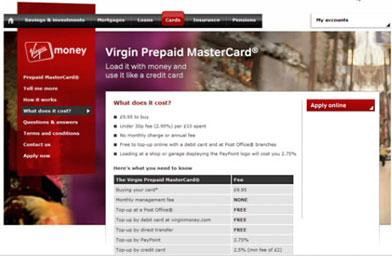 Savings & investments Mortgages Loans Cards Insurance Pensions
My accounts
Virgin money
Virgin Prepaid MasterCard®
Load it with money and
use it like a credit card
Prepaid MasterCard®
Tell me more
How it works
What does it cost?
Questions & answers
Terms and conditions
Contact us
Apply now
What does it cost?
£9.95 to buy
Under 30p fee (2.95%) per £10 spent
No monthly charge or annual fee
Free to top-up online with a debit card and at Post Office® branches
Loading at a shop or garage displaying the PayPoint logo will cost you 2.75%
Here's what you need to know
The Virgin Prepaid MasterCard® Fee
Buying your card* £9.95
Monthly management fee NONE
Top-up at a Post Office® FREE
Top-up by debit card at virginmoney.com FREE
Top-up by direct transfer FREE
Top-up by PayPoint 2.75%
Top-up by credit card 2.5% (min fee of £2)
Apply online